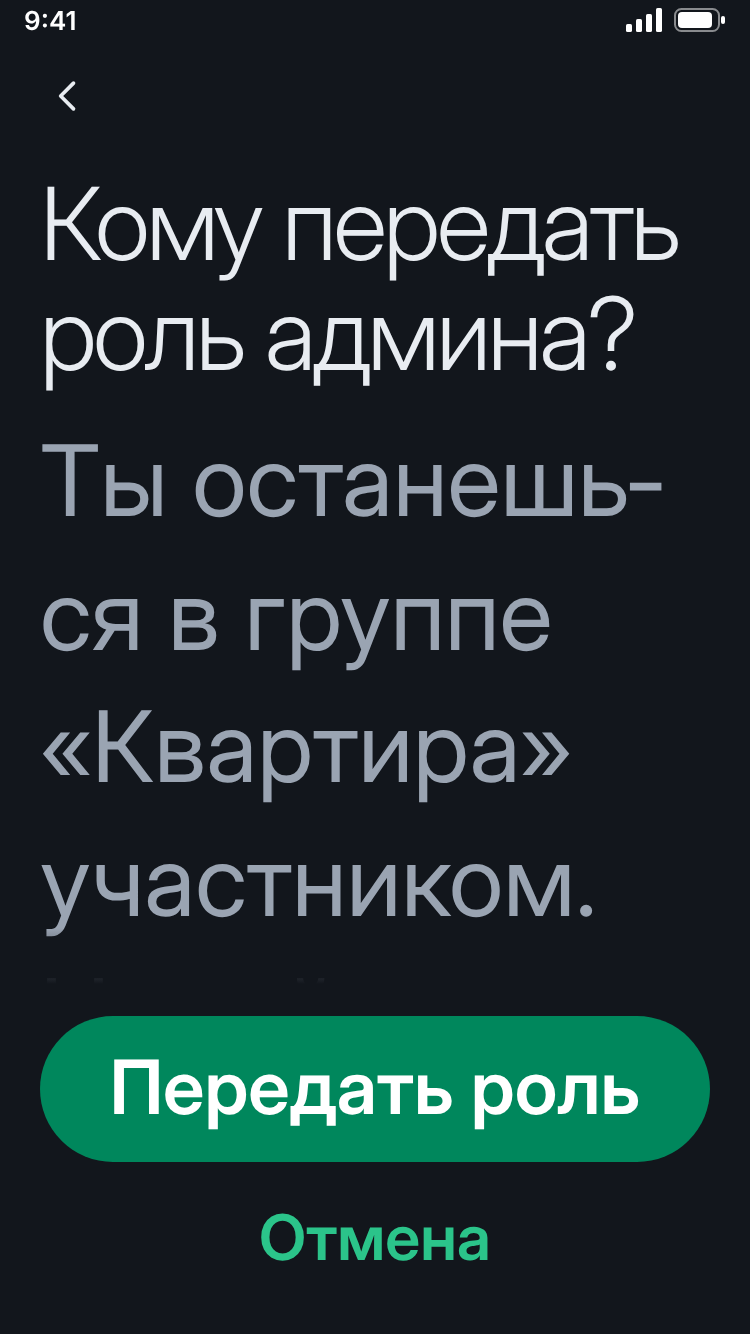 9:41
Кому передать
роль админа?
Ты останешь-
ся в группе
«Квартира»
участником.
Передать роль
Отмена